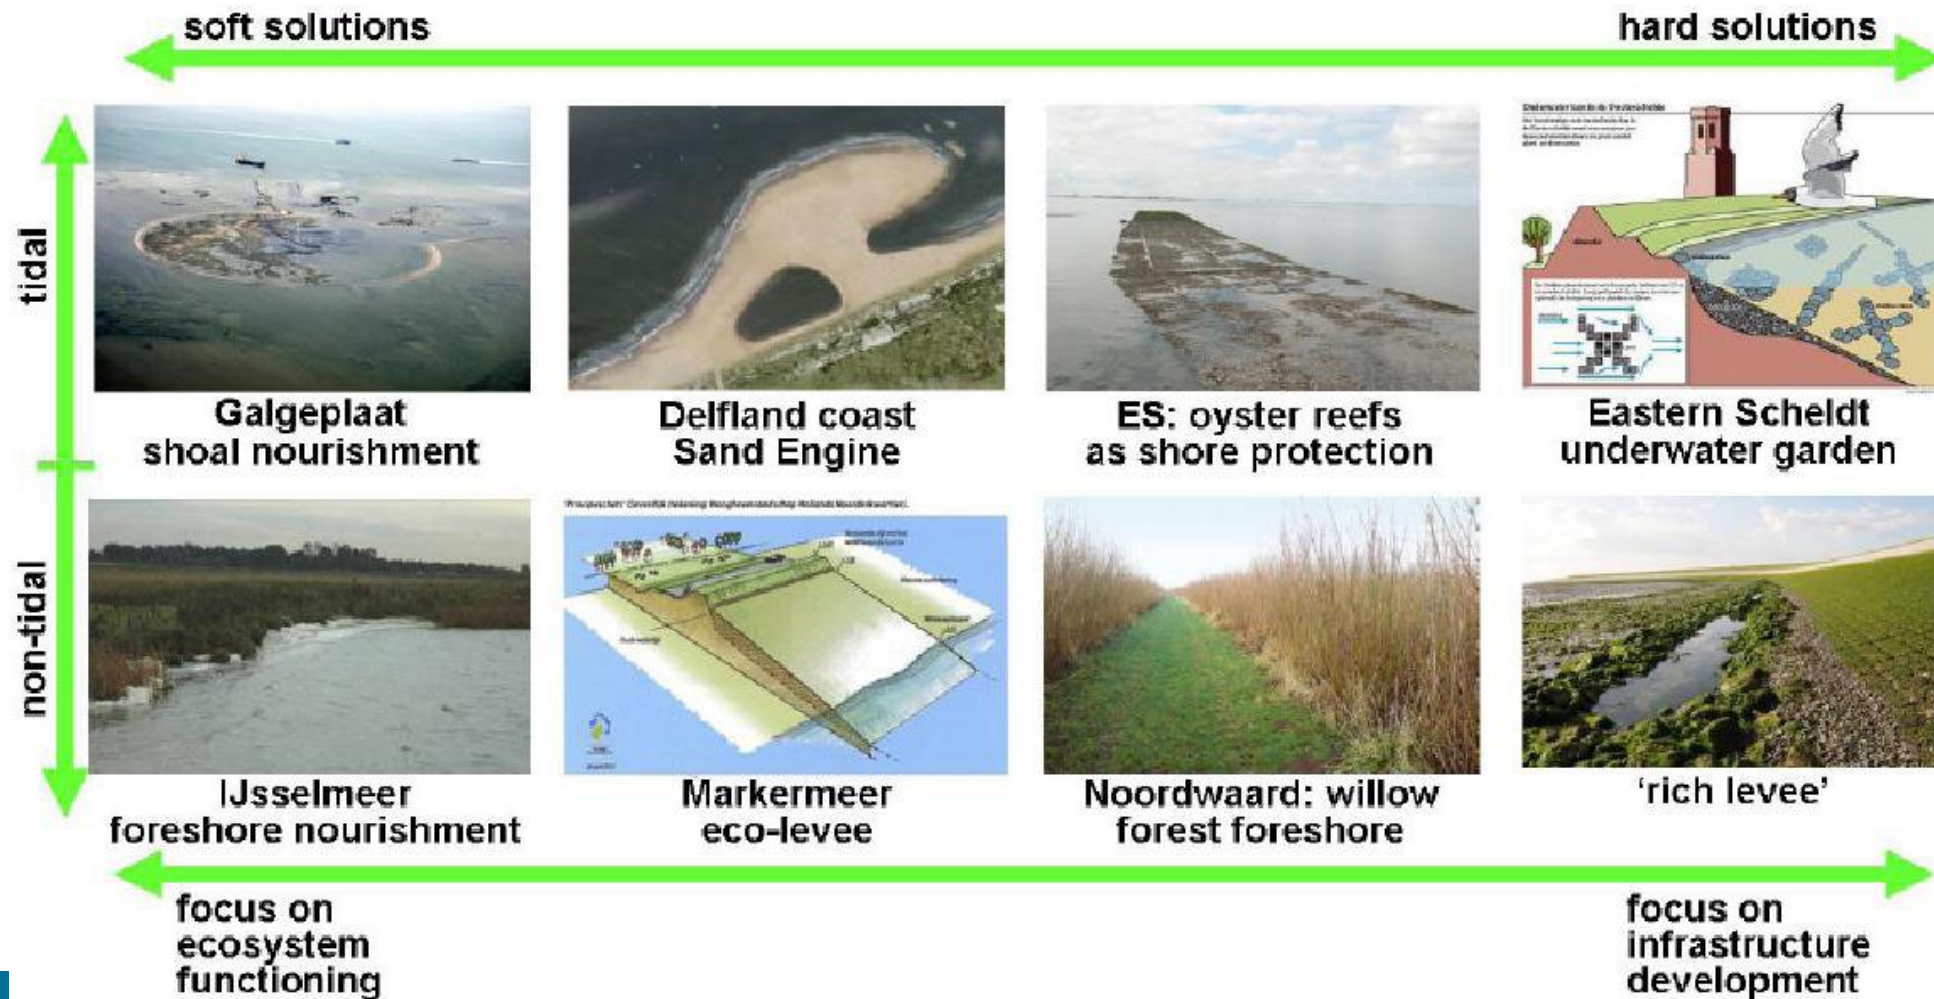 soft solutions
hard solutions
tidal
Galgeplaat
shoal nourishment
Delfland coast
Sand Engine
ES: oyster reefs
as shore protection
Eastern Scheldt
underwater garden
non-tidal
IJsselmeer
foreshore nourishment
Markermeer
eco-levee
Noordwaard: willow
forest foreshore
‘rich levee’
focus on
ecosystem
functioning
focus on
infrastructure
development